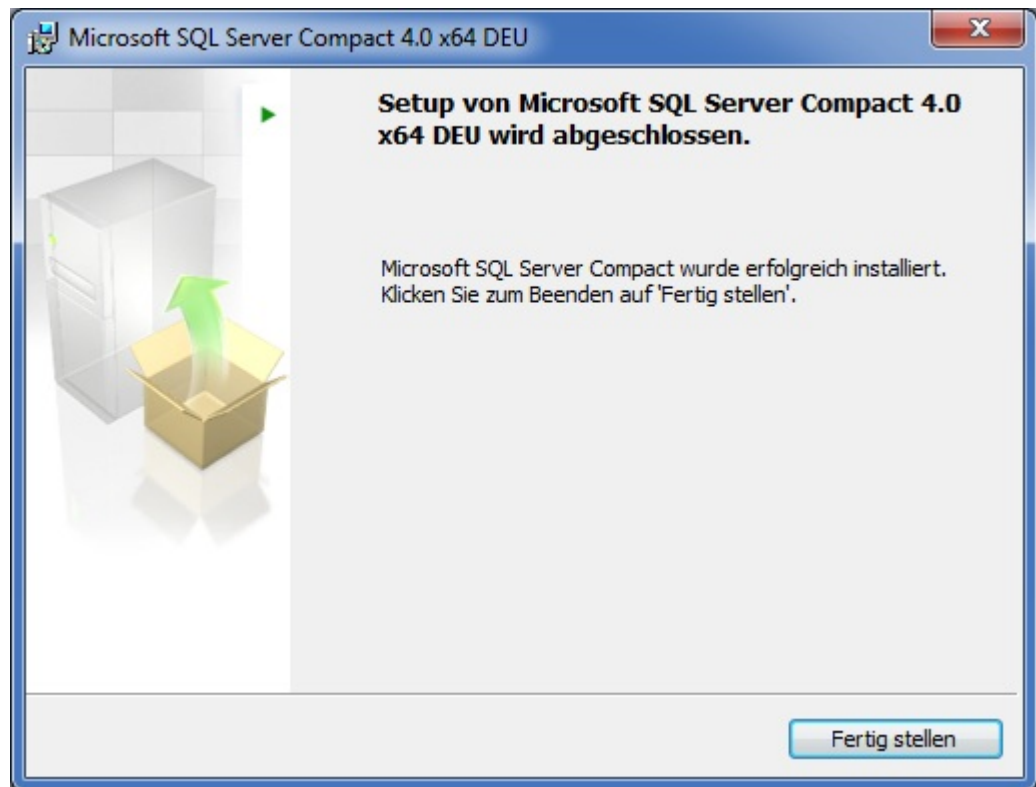 Microsoft SQL Server Compact 4.0 x64 DEU
Setup von Microsoft SQL Server Compact 4.0
x64 DEU wird abgeschlossen.
Microsoft SQL Server Compact wurde erfolgreich installiert.
Klicken Sie zum Beenden auf 'Fertig stellen'.
Fertig stellen